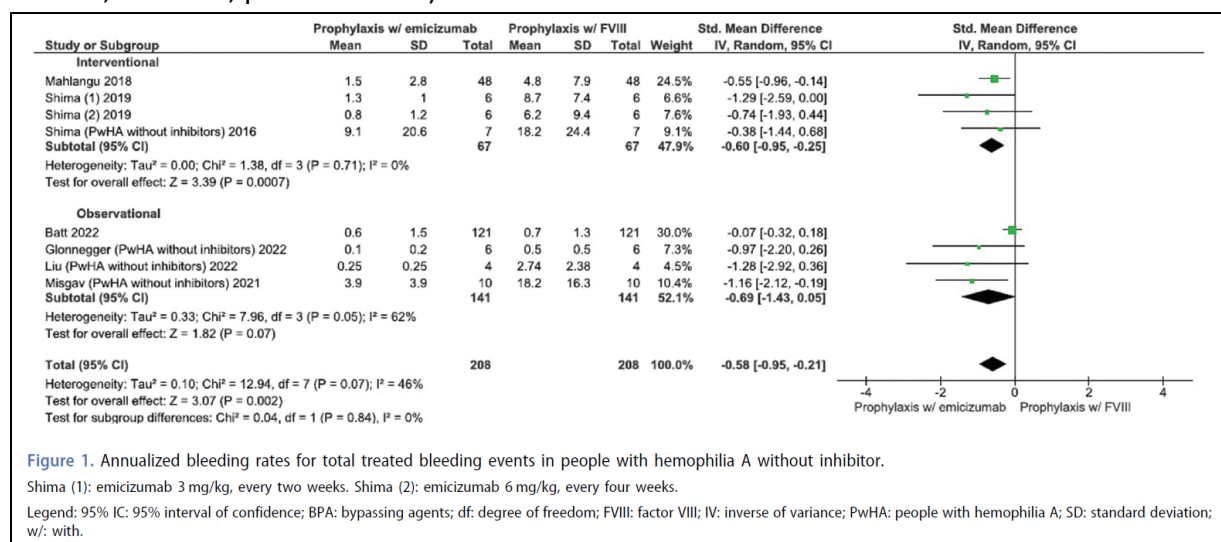 Prophylaxis w/ emicizumab Prophylaxis w/ FVIII Std. Mean Difference Std. Mean Difference
Study or Subgroup Mean SD Total Mean SD Total Weight IV, Random, 95% CI IV, Random, 95% CI
Interventional
Mahlangu 2018 1.5 2.8 48 4.8 7.9 48 24.5% -0.55 [-0.96, -0.14]
Shima (1) 2019 1.3 1 6 8.7 7.4 6 6.6% -1.29 [-2.59, 0.00]
Shima (2) 2019 0.8 1.2 6 6.2 9.4 6 7.6% -0.74 [-1.93, 0.44]
Shima (PwHA without inhibitors) 2016 9.1 20.6 7 18.2 24.4 7 9.1% -0.38 [-1.44, 0.68]
Subtotal (95% CI) 67 67 47.9% -0.60 [-0.95, -0.25]
Heterogeneity: Tau² = 0.00; Chi² = 1.38, df = 3 (P = 0.71); I² = 0%
Test for overall effect: Z = 3.39 (P = 0.0007)
Observational
Batt 2022 0.6 1.5 121 0.7 1.3 121 30.0% -0.07 [-0.32, 0.18]
Glonnegger (PwHA without inhibitors) 2022 0.1 0.2 6 0.5 0.5 6 7.3% -0.97 [-2.20, 0.26]
Liu (PwHA without inhibitors) 2022 0.25 0.25 4 2.74 2.38 4 4.5% -1.28 [-2.92, 0.36]
Misgav (PwHA without inhibitors) 2021 3.9 3.9 10 18.2 16.3 10 10.4% -1.16 [-2.12, -0.19]
Subtotal (95% CI) 141 141 52.1% -0.69 [-1.43, 0.05]
Heterogeneity: Tau² = 0.33; Chi² = 7.96, df = 3 (P = 0.05); I² = 62%
Test for overall effect: Z = 1.82 (P = 0.07)
Total (95% CI) 208 208 100.0% -0.58 [-0.95, -0.21]
Heterogeneity: Tau² = 0.10; Chi² = 12.94, df = 7 (P = 0.07); I² = 46%
Test for overall effect: Z = 3.07 (P = 0.002)
Test for subgroup differences: Chi² = 0.04, df = 1 (P = 0.84), I² = 0%
-4 -2 0 2 4
Prophylaxis w/ emicizumab Prophylaxis w/ FVIII
Figure 1. Annualized bleeding rates for total treated bleeding events in people with hemophilia A without inhibitor.
Shima (1): emicizumab 3 mg/kg, every two weeks. Shima (2): emicizumab 6 mg/kg, every four weeks.
Legend: 95% IC: 95% interval of confidence; BPA: bypassing agents; df: degree of freedom; FVIII: factor VIII; IV: inverse of variance; PwHA: people with hemophilia A; SD: standard deviation;
w/: with.